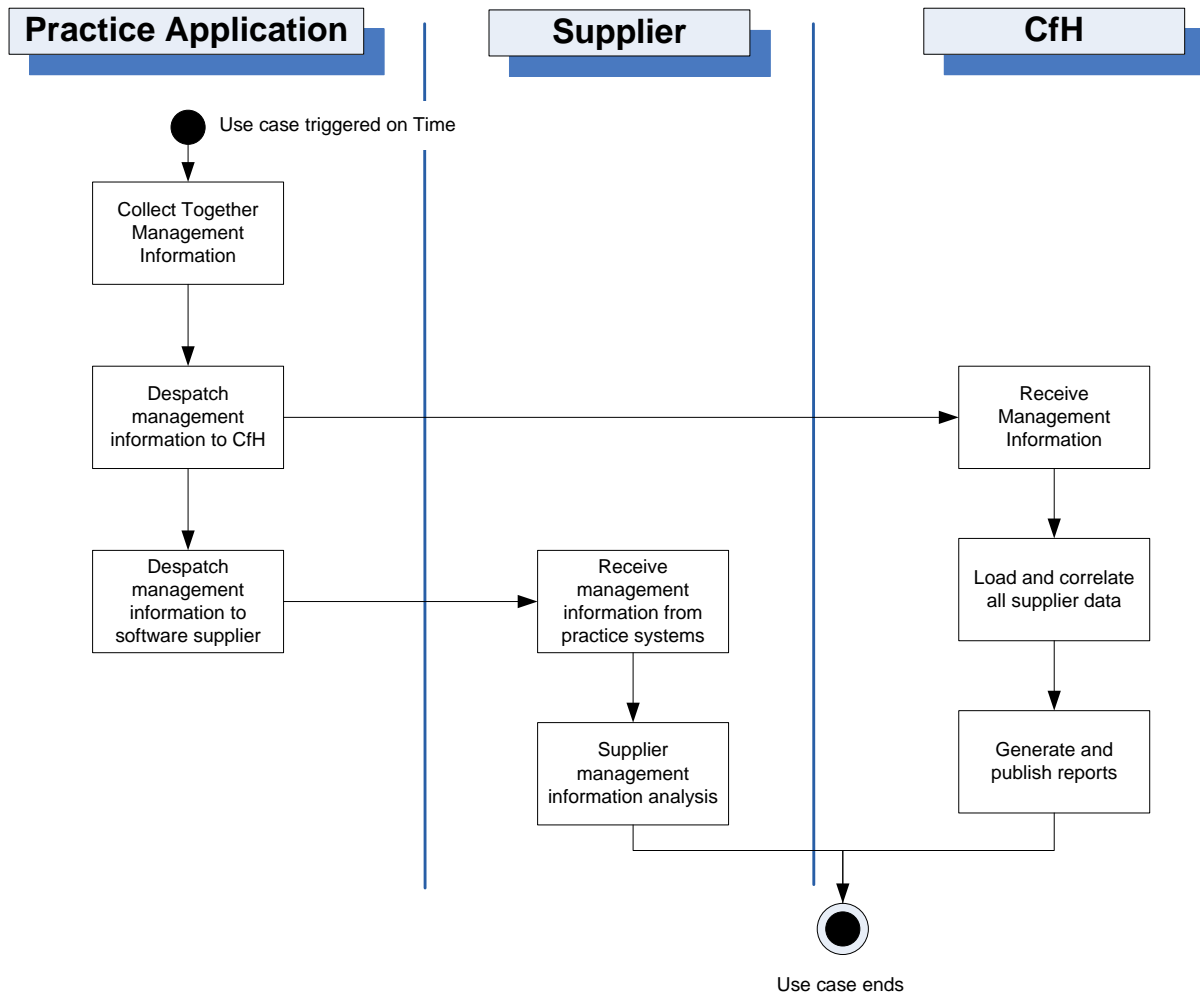 Practice Application
Supplier
CfH
Use case triggered on Time
Collect Together
Management
Information
Despatch
management
information to CfH
Receive
Management
Information
Despatch
management
information to
software supplier
Receive
management
information from
practice systems
Load and correlate
all supplier data
Supplier
management
information analysis
Generate and
publish reports
Use case ends